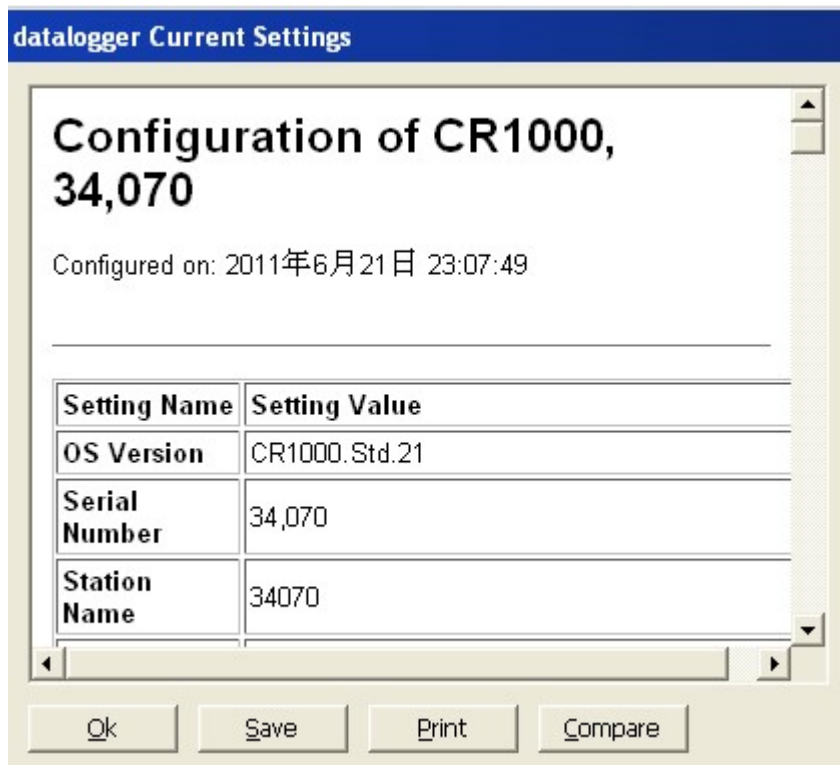 datalogger Current Settings
Configuration of CR1000,
34,070
Configured on: 2011年6月21日 23:07:49
Setting Name Setting Value
OS Version CR1000.Std.21
Serial
Number
34,070
Station
Name
34070
Ok Save Print Compare